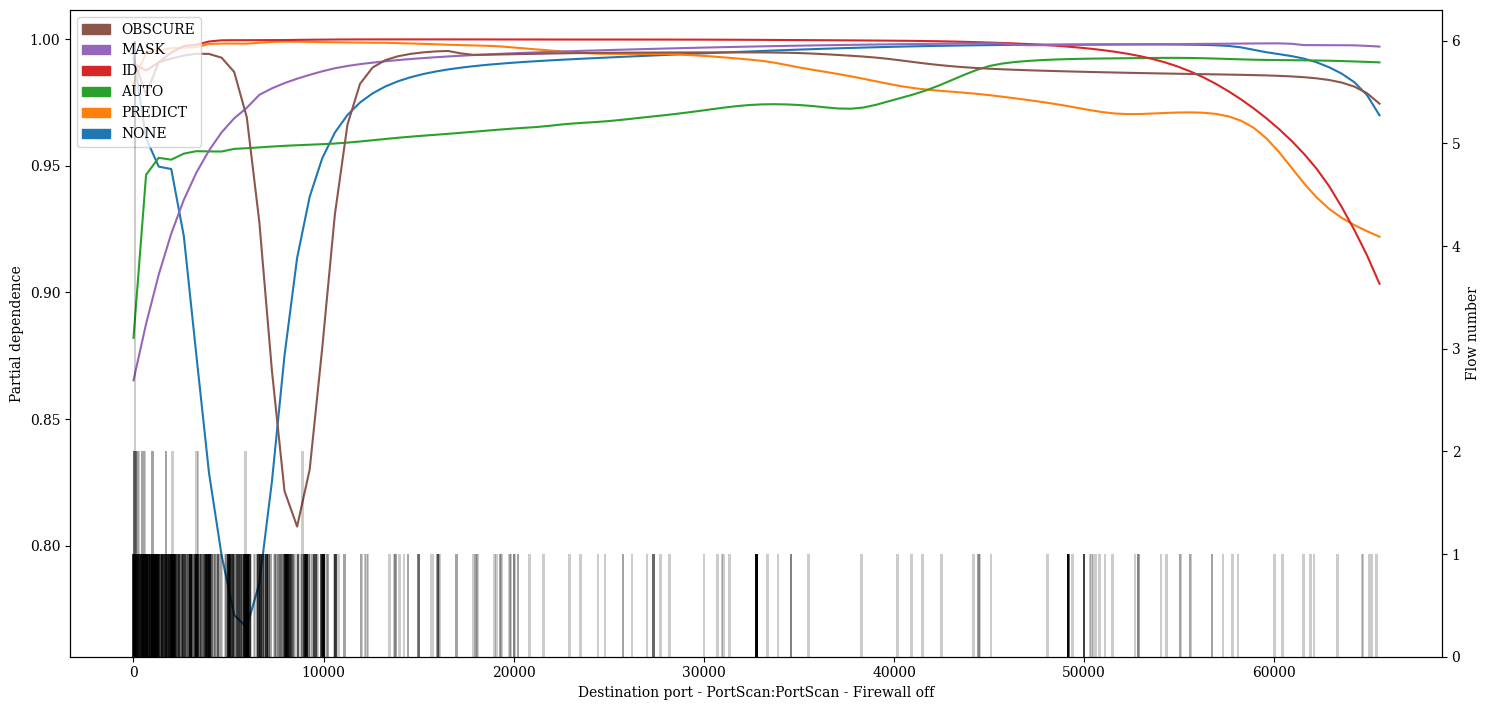 OBSCURE
MASK
ID
AUTO
PREDICT
NONE
1.00
0.95
0.90
0.85
0.80
Partial dependence
6
5
4
3
2
1
0
Flow number
0 10000 20000 30000 40000 50000 60000
Destination port - PortScan:PortScan - Firewall off